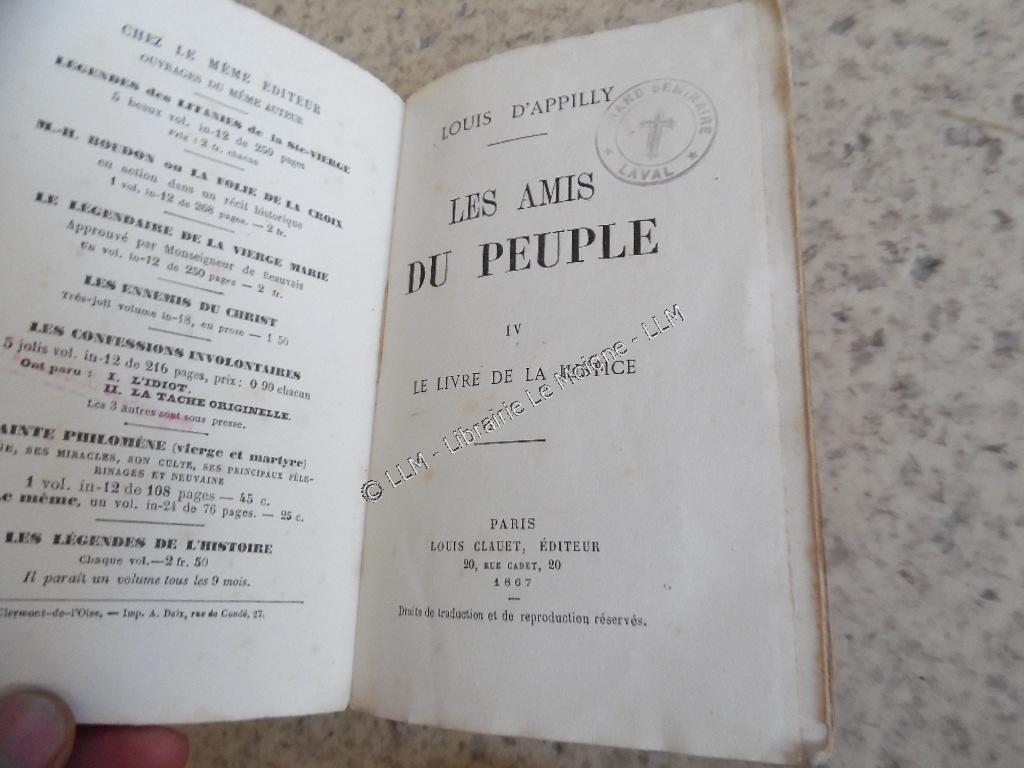 CHEZ LE MÊME EDITEUR
OUVRAGES DU MÊME AUTEUR
LÉGENDES des LITANIES de la Ste-VIERGE
5 beaux vol. in-12 de 250 pages
Prix : 2 fr. chacun
M.-H. BOUDON ou LA FOLIE DE LA CROIX
en action dans un récit historique
1 vol. in-12 de 268 pages. — 2 fr.
LE LÉGENDAIRE DE LA VIERGE MARIE
Approuvé par Monseigneur de Beauvais
Un vol. in-12 de 250 pages — 2 fr.
LES ENNEMIS DU CHRIST
Très-joli volume in-18, en prose — 1 50
LES CONFESSIONS INVOLONTAIRES
5 jolis vol. in-12 de 216 pages, prix: 0 90 chacun
Ont paru : I. L'IDIOT.
II. LA TACHE ORIGINELLE.
Les 3 autres sont sous presse.
AINTE PHILOMÈNE (vierge et martyre)
SES MIRACLES, SON CULTE, SES PRINCIPAUX PÈLE-
RINAGES ET NEUVAINE
1 vol. in-12 de 108 pages — 45 c.
e même, un vol. in-24 de 76 pages. — 25 c.
LES LÉGENDES DE L'HISTOIRE
Chaque vol.—2 fr. 50
Il paraît un volume tous les 9 mois.
Clermont-de-l'Oise. — Imp. A. Daix, rue de Condé, 27.
LOUIS D'APPILLY
GRAND SEMINAIRE
LAVAL
LES AMIS
DU PEUPLE
IV
LE LIVRE DE LA JUSTICE
© LLM - Librairie Le Moigne - LLM
PARIS
LOUIS CLAUET, ÉDITEUR
20, RUE CADET, 20
1867
Droits de traduction et de reproduction réservés.